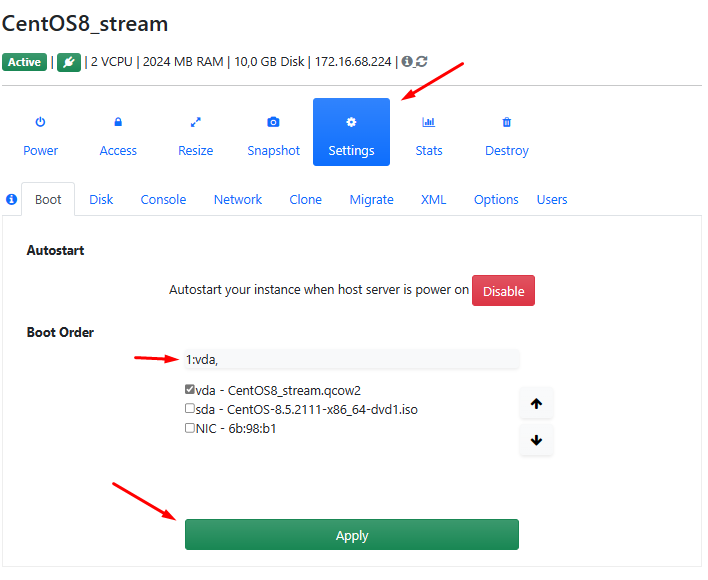 CentOS8_stream
Active | | 2 VCPU | 2024 MB RAM | 10,0 GB Disk | 172.16.68.224 |
Power Access Resize Snapshot Settings Stats Destroy
Boot Disk Console Network Clone Migrate XML Options Users
Autostart
Autostart your instance when host server is power on Disable
Boot Order
1:vda,
vda - CentOS8_stream.qcow2
sda - CentOS-8.5.2111-x86_64-dvd1.iso
NIC - 6b:98:b1
Apply